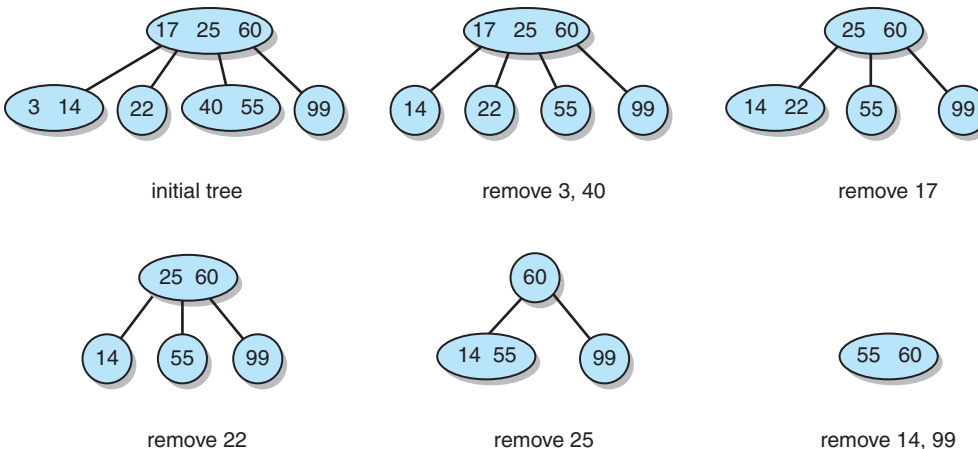 17 25 60
17 25 60
25 60
3 14
22
40 55
99
14
22
55
99
14 22
55
99
initial tree
remove 3, 40
remove 17
25 60
60
14
55
99
14 55
99
55 60
remove 22
remove 25
remove 14, 99